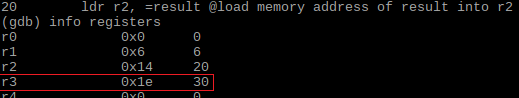 20 ldr r2, =result @load memory address of result into r2
(gdb) info registers
r0 0x0 0
r1 0x6 6
r2 0x14 20
r3 0x1e 30
r4 0x0 0